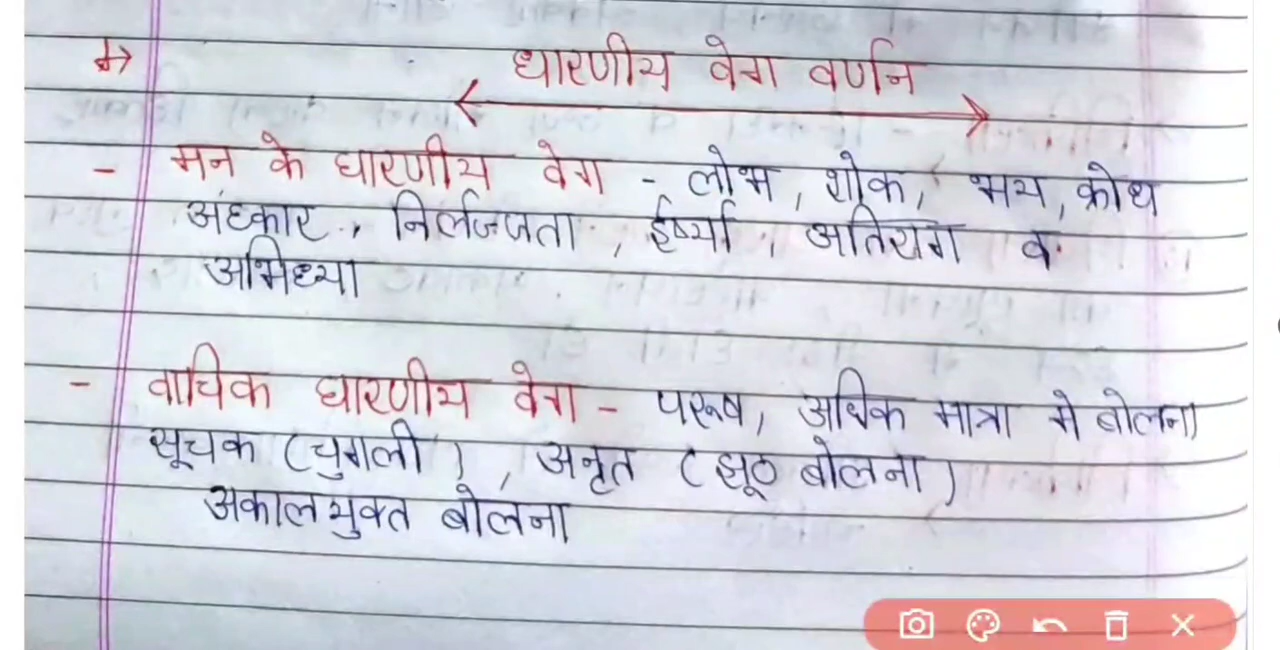 धारणीय वेग वर्णन
- मन के धारणीय वेग - लोभ, शोक, भय, क्रोध
अंहकार, निर्लज्जता, ईर्ष्या, अतिराग व
अभिध्या
- वाचिक धारणीय वेग - परूष, अधिक मात्रा मे बोलना
सूचक (चुगली), अनृत (झूठ बोलना)
अकालयुक्त बोलना